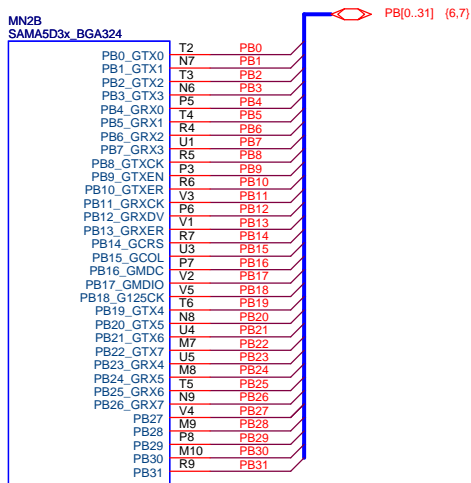 MN2B
SAMA5D3x_BGA324
PB[0..31] {6,7}
PB0_GTX0 T2 PB0
PB1_GTX1 N7 PB1
PB2_GTX2 T3 PB2
PB3_GTX3 N6 PB3
PB4_GRX0 P5 PB4
PB5_GRX1 T4 PB5
PB6_GRX2 R4 PB6
PB7_GRX3 U1 PB7
PB8_GTXCK R5 PB8
PB9_GTXEN P3 PB9
PB10_GTXER R6 PB10
PB11_GRXCK V3 PB11
PB12_GRXDV P6 PB12
PB13_GRXER V1 PB13
PB14_GCRS R7 PB14
PB15_GCOL U3 PB15
PB16_GMDC P7 PB16
PB17_GMDIO V2 PB17
PB18_G125CK V5 PB18
PB19_GTX4 T6 PB19
PB20_GTX5 N8 PB20
PB21_GTX6 U4 PB21
PB22_GTX7 M7 PB22
PB23_GRX4 U5 PB23
PB24_GRX5 M8 PB24
PB25_GRX6 T5 PB25
PB26_GRX7 N9 PB26
PB27 V4 PB27
PB28 M9 PB28
PB29 P8 PB29
PB30 M10 PB30
PB31 R9 PB31